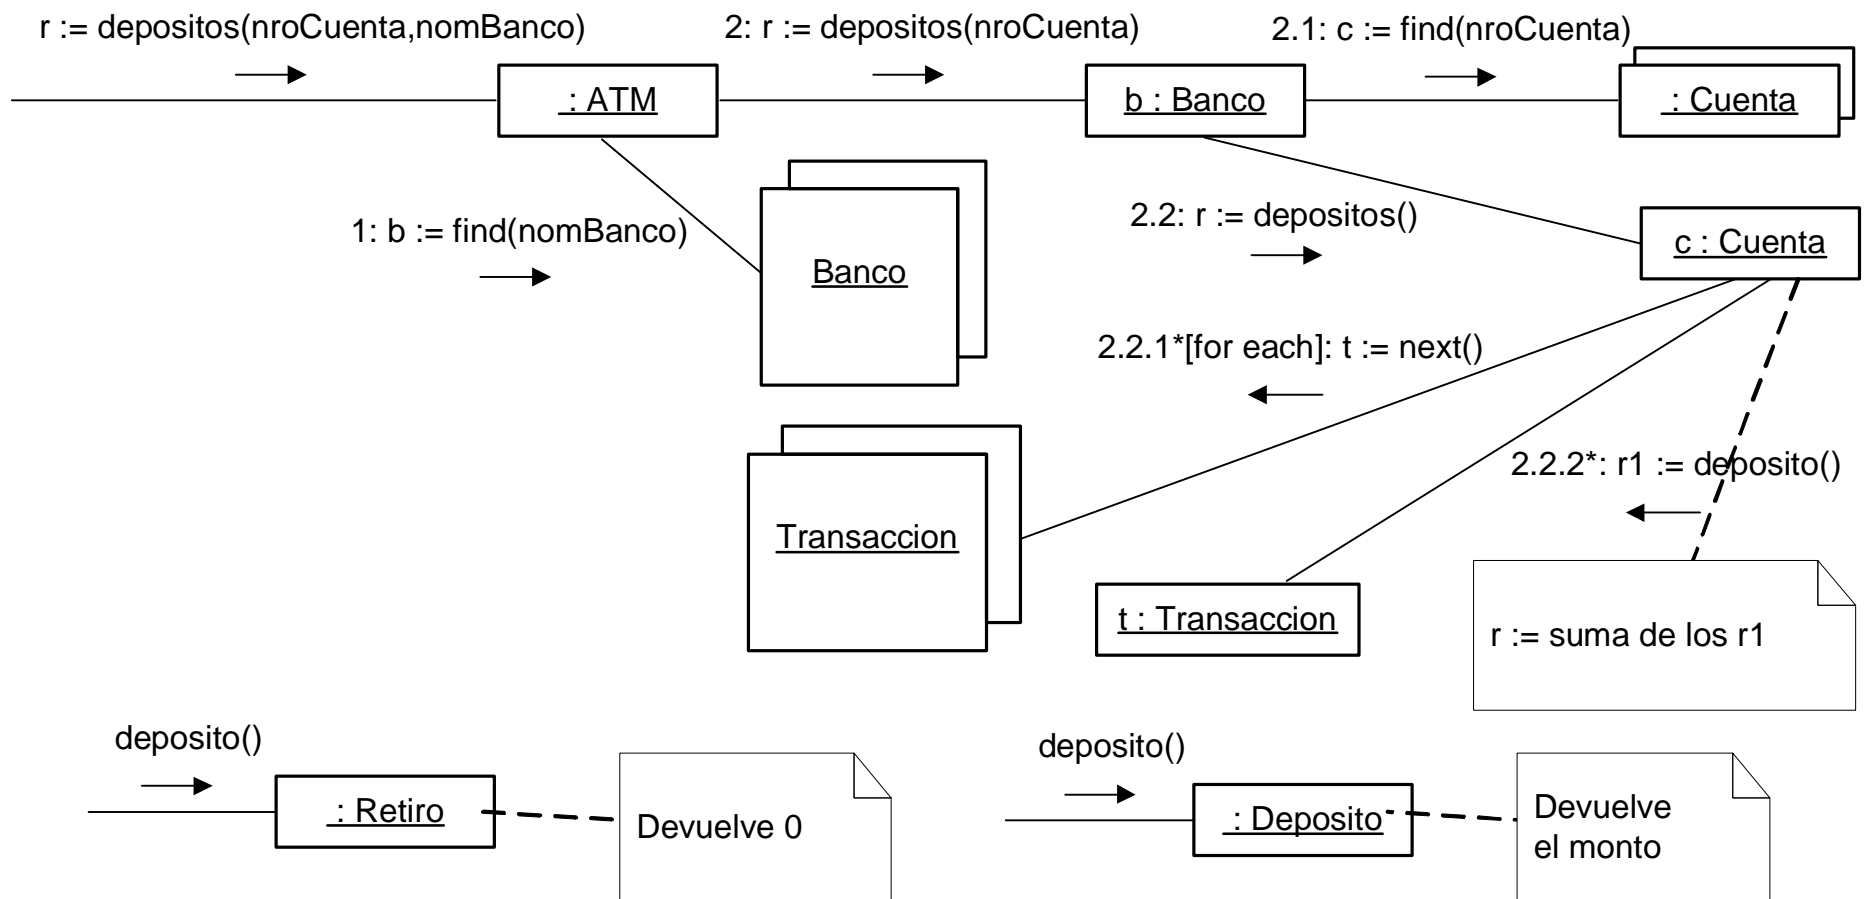 r := depositos(nroCuenta,nomBanco)
2: r := depositos(nroCuenta)
2.1: c := find(nroCuenta)
: ATM
b : Banco
: Cuenta
1: b := find(nomBanco)
Banco
2.2: r := depositos()
c : Cuenta
2.2.1*[for each]: t := next()
2.2.2*: r1 := deposito()
Transaccion
t : Transaccion
r := suma de los r1
deposito()
: Retiro
Devuelve 0
deposito()
: Deposito
Devuelve
el monto